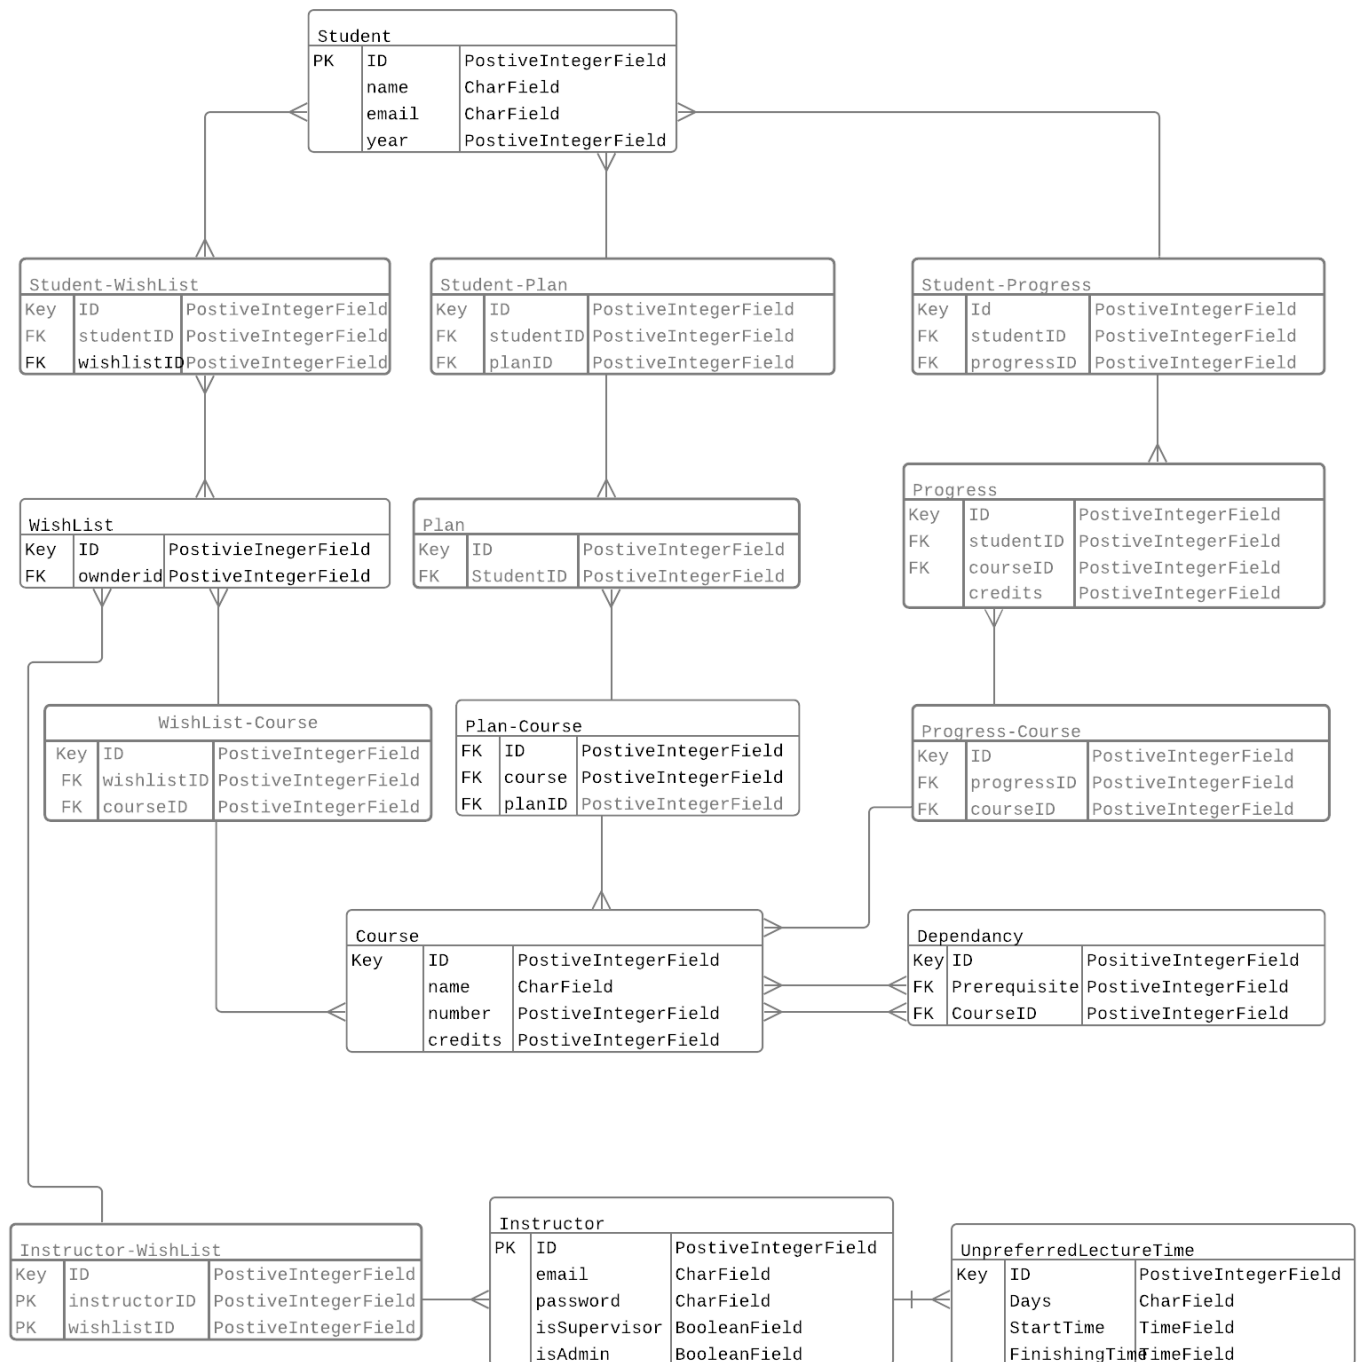 Student
PK ID PostiveIntegerField
name CharField
email CharField
year PostiveIntegerField
Student-WishList
Key ID PostiveIntegerField
FK studentID PostiveIntegerField
FK wishlistID PostiveIntegerField
Student-Plan
Key ID PostiveIntegerField
FK studentID PostiveIntegerField
FK planID PostiveIntegerField
Student-Progress
Key Id PostiveIntegerField
FK studentID PostiveIntegerField
FK progressID PostiveIntegerField
WishList
Key ID PostivieInegerField
FK ownderid PostiveIntegerField
Plan
Key ID PostiveIntegerField
FK StudentID PostiveIntegerField
Progress
Key ID PostiveIntegerField
FK studentID PostiveIntegerField
FK courseID PostiveIntegerField
credits PostiveIntegerField
WishList-Course
Key ID PostiveIntegerField
FK wishlistID PostiveIntegerField
FK courseID PostiveIntegerField
Plan-Course
FK ID PostiveIntegerField
FK course PostiveIntegerField
FK planID PostiveIntegerField
Progress-Course
Key ID PostiveIntegerField
FK progressID PostiveIntegerField
FK courseID PostiveIntegerField
Course
Key ID PostiveIntegerField
name CharField
number PostiveIntegerField
credits PostiveIntegerField
Dependancy
Key ID PositiveIntegerField
FK Prerequisite PostiveIntegerField
FK CourseID PostiveIntegerField
Instructor-WishList
Key ID PostiveIntegerField
PK instructorID PostiveIntegerField
PK wishlistID PostiveIntegerField
Instructor
PK ID PostiveIntegerField
email CharField
password CharField
isSupervisor BooleanField
isAdmin BooleanField
UnpreferredLectureTime
Key ID PostiveIntegerField
Days CharField
StartTime TimeField
FinishingTime TimeField